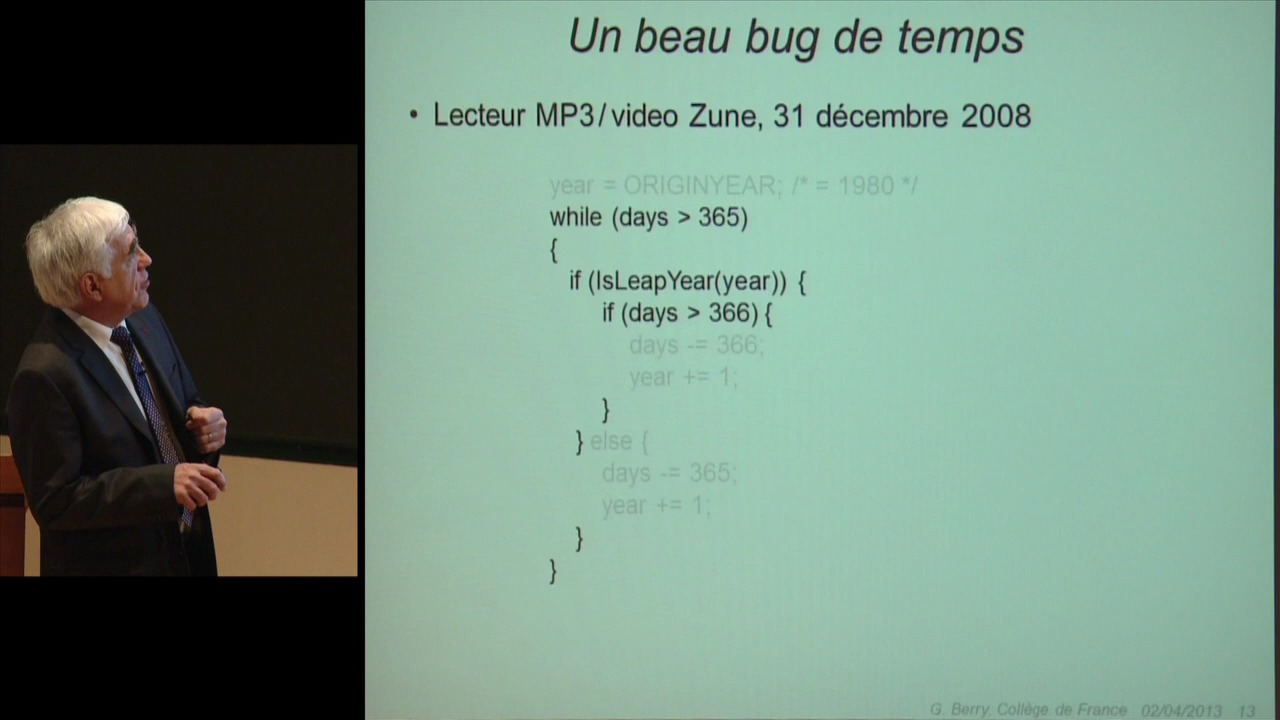 Un beau bug de temps
• Lecteur MP3/video Zune, 31 décembre 2008
year = ORIGINYEAR; /* = 1980 */
while (days > 365)
{
if (IsLeapYear(year)) {
if (days > 366) {
days -= 366;
year += 1;
}
} else {
days -= 365;
year += 1;
}
}
G. Berry, Collège de France 02/04/2013 13